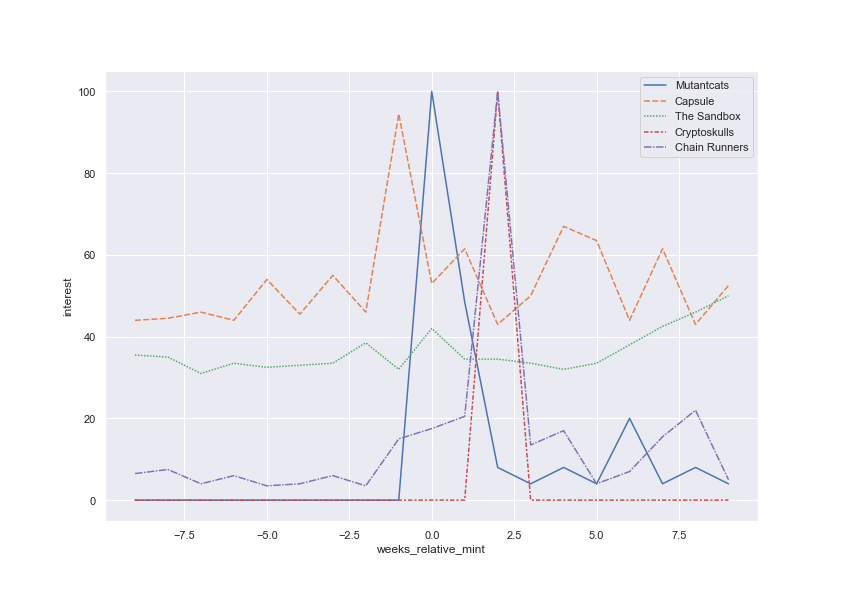 100
80
60
40
20
0
interest
−7.5 −5.0 −2.5 0.0 2.5 5.0 7.5
weeks_relative_mint
Mutantcats
Capsule
The Sandbox
Cryptoskulls
Chain Runners